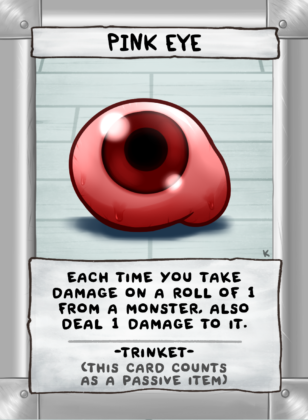 PINK EYE
K
EACH TIME YOU TAKE
DAMAGE ON A ROLL OF 1
FROM A MONSTER, ALSO
DEAL 1 DAMAGE TO IT.
-TRINKET-
(THIS CARD COUNTS
AS A PASSIVE ITEM)